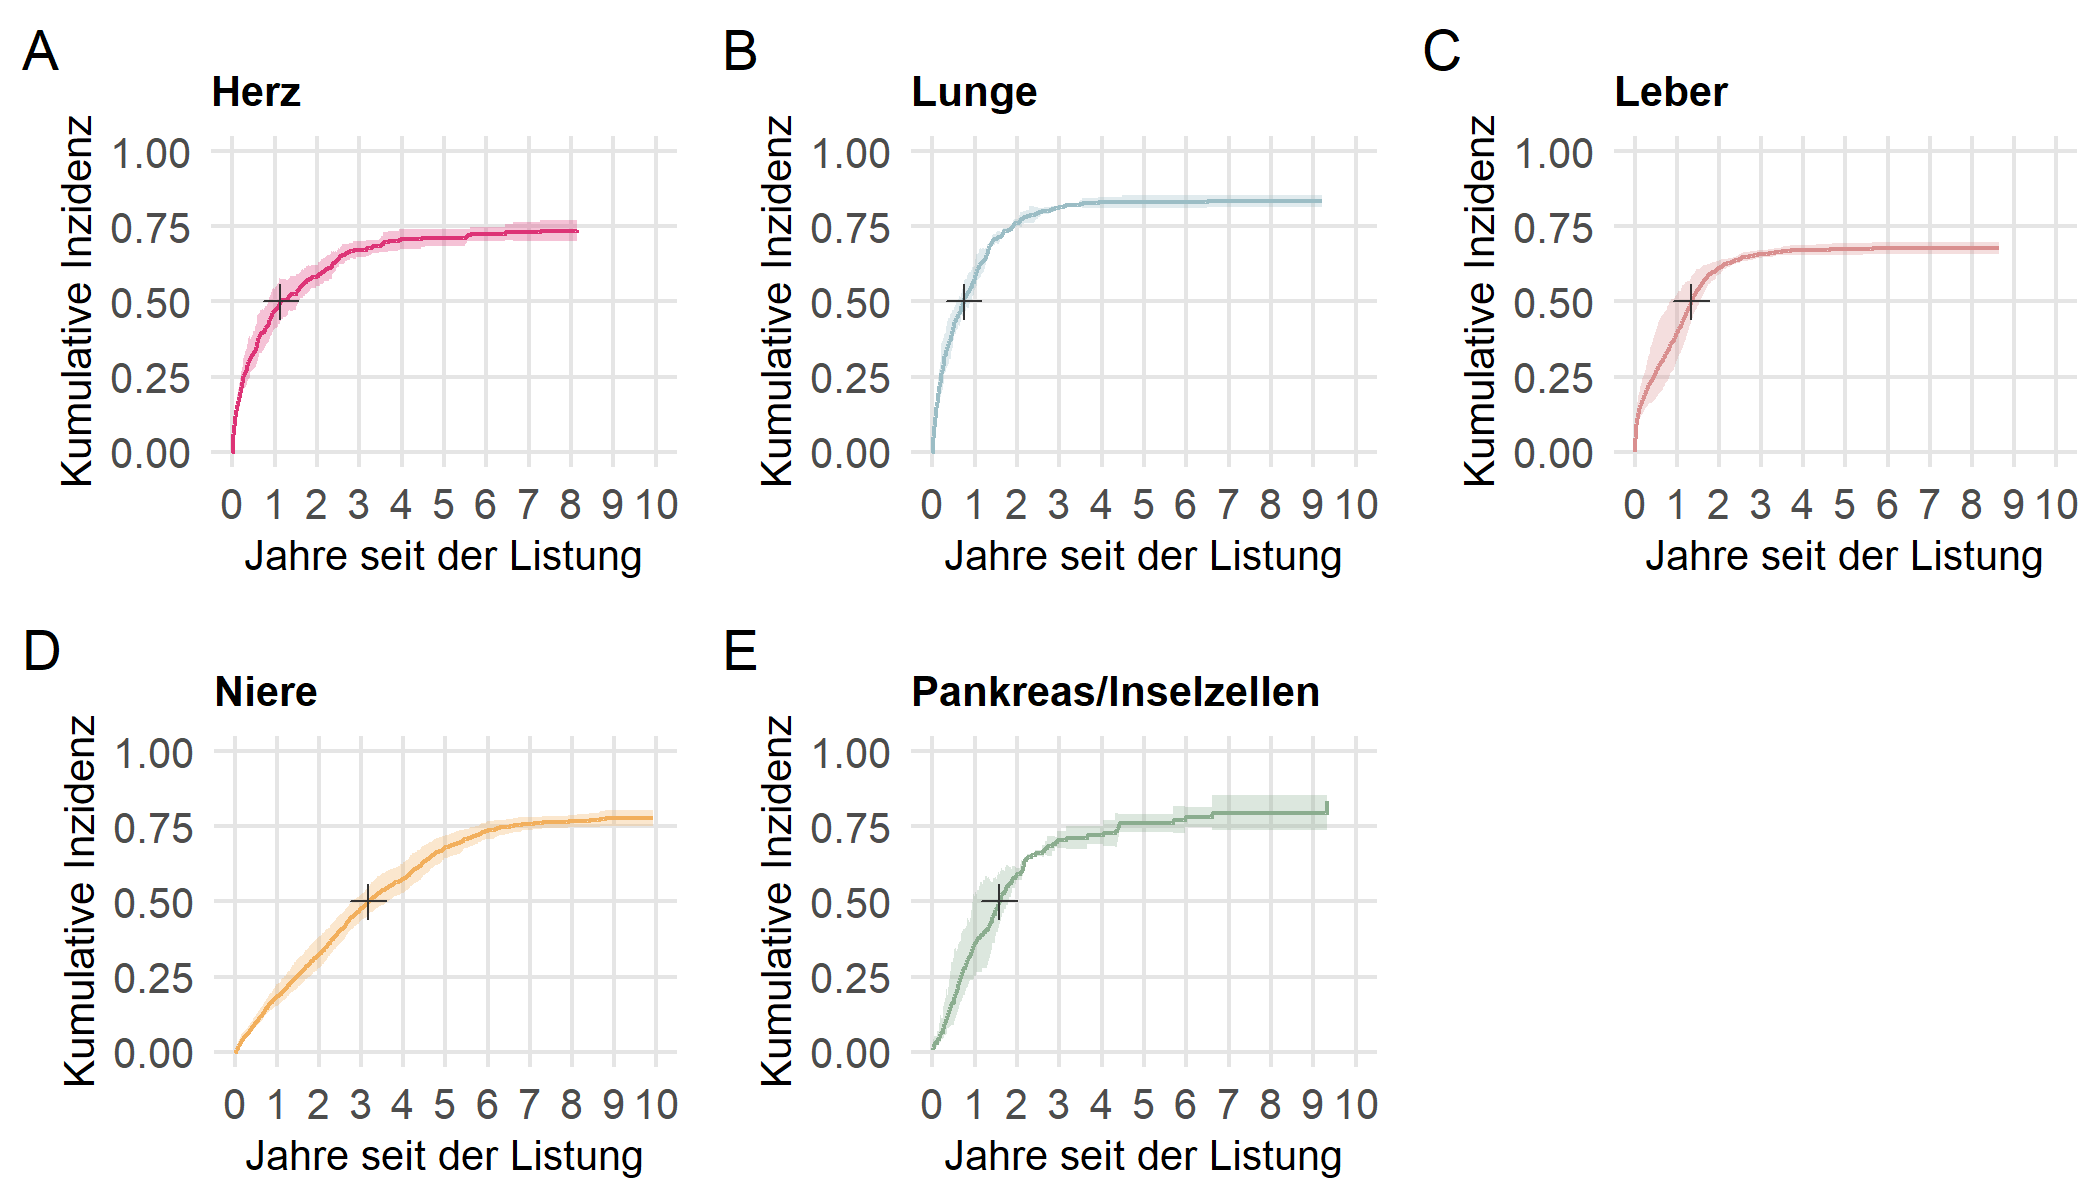 A
Herz
Kumulative Inzidenz
1.00
0.75
0.50
0.25
0.00
0 1 2 3 4 5 6 7 8 9 10
Jahre seit der Listung
B
Lunge
Kumulative Inzidenz
1.00
0.75
0.50
0.25
0.00
0 1 2 3 4 5 6 7 8 9 10
Jahre seit der Listung
C
Leber
Kumulative Inzidenz
1.00
0.75
0.50
0.25
0.00
0 1 2 3 4 5 6 7 8 9 10
Jahre seit der Listung
D
Niere
Kumulative Inzidenz
1.00
0.75
0.50
0.25
0.00
0 1 2 3 4 5 6 7 8 9 10
Jahre seit der Listung
E
Pankreas/Inselzellen
Kumulative Inzidenz
1.00
0.75
0.50
0.25
0.00
0 1 2 3 4 5 6 7 8 9 10
Jahre seit der Listung